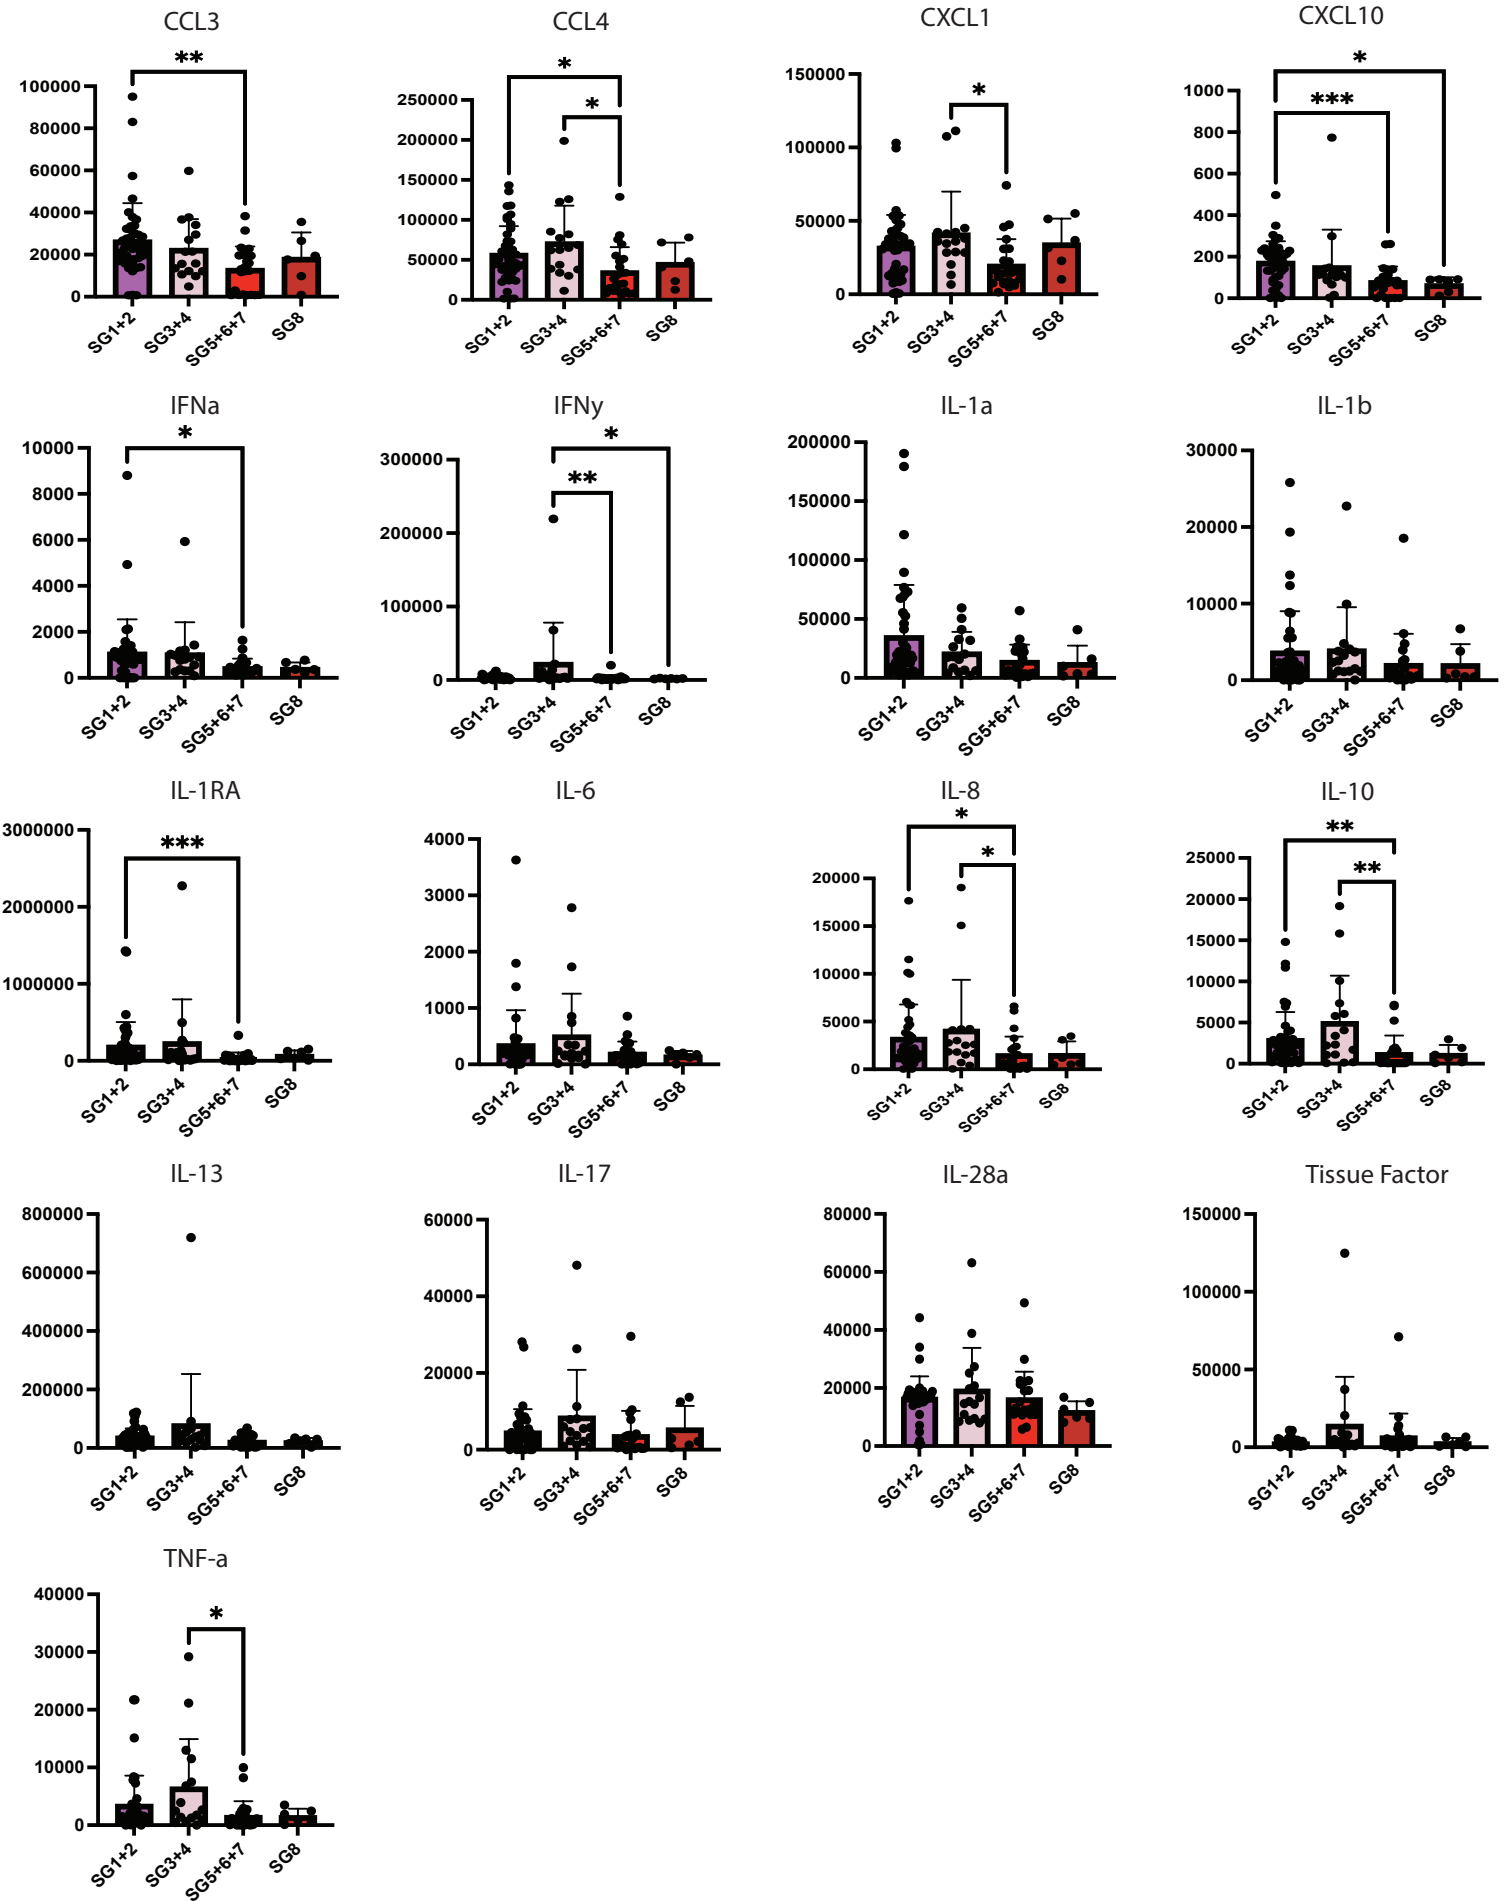 CCL3
**
100000
80000
60000
40000
20000
0
SG1+2
SG3+4
SG5+6+7
SG8
CCL4
*
*
250000
200000
150000
100000
50000
0
SG1+2
SG3+4
SG5+6+7
SG8
CXCL1
*
150000
100000
50000
0
SG1+2
SG3+4
SG5+6+7
SG8
CXCL10
*
***
1000
800
600
400
200
0
SG1+2
SG3+4
SG5+6+7
SG8
IFNa
*
10000
8000
6000
4000
2000
0
SG1+2
SG3+4
SG5+6+7
SG8
IFNy
*
**
300000
200000
100000
0
SG1+2
SG3+4
SG5+6+7
SG8
IL-1a
200000
150000
100000
50000
0
SG1+2
SG3+4
SG5+6+7
SG8
IL-1b
30000
20000
10000
0
SG1+2
SG3+4
SG5+6+7
SG8
IL-1RA
***
3000000
2000000
1000000
0
SG1+2
SG3+4
SG5+6+7
SG8
IL-6
4000
3000
2000
1000
0
SG1+2
SG3+4
SG5+6+7
SG8
IL-8
*
*
20000
15000
10000
5000
0
SG1+2
SG3+4
SG5+6+7
SG8
IL-10
**
**
25000
20000
15000
10000
5000
0
SG1+2
SG3+4
SG5+6+7
SG8
IL-13
800000
600000
400000
200000
0
SG1+2
SG3+4
SG5+6+7
SG8
IL-17
60000
40000
20000
0
SG1+2
SG3+4
SG5+6+7
SG8
IL-28a
80000
60000
40000
20000
0
SG1+2
SG3+4
SG5+6+7
SG8
Tissue Factor
150000
100000
50000
0
SG1+2
SG3+4
SG5+6+7
SG8
TNF-a
*
40000
30000
20000
10000
0
SG1+2
SG3+4
SG5+6+7
SG8